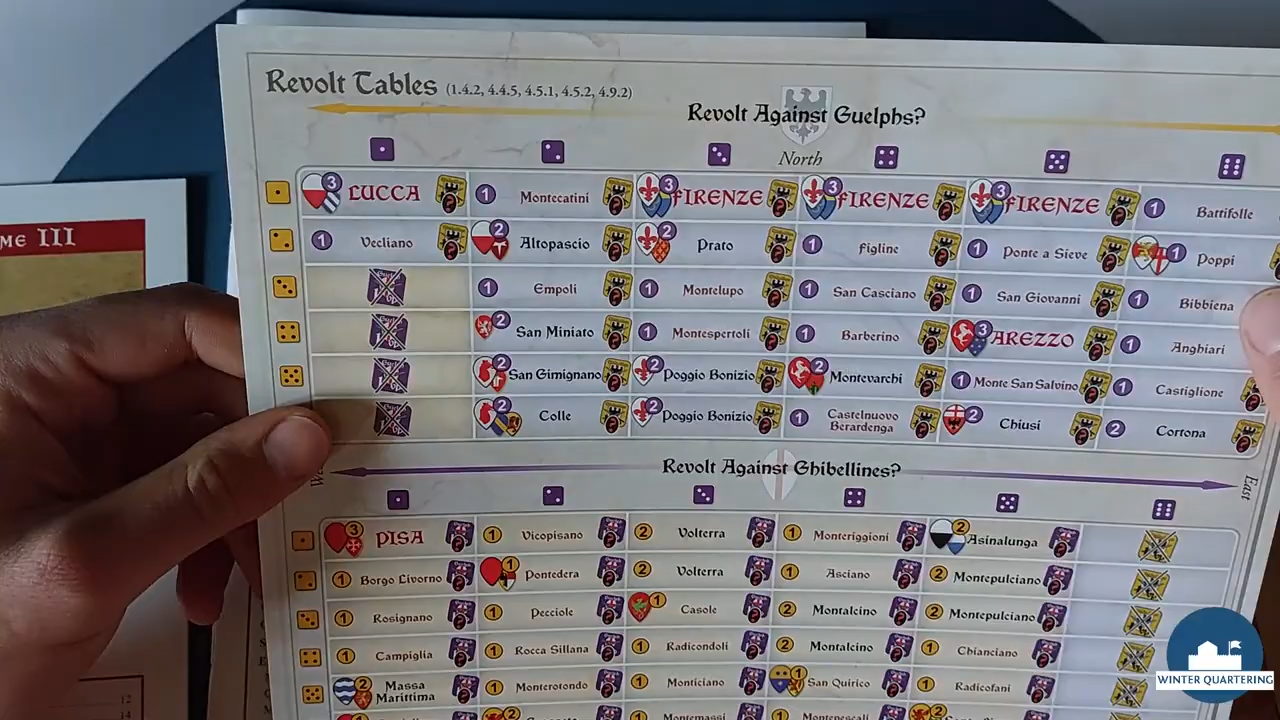 ME III
Revolt Tables (1.4.2, 4.4.5, 4.5.1, 4.5.2, 4.9.2)
Revolt Against Guelphs?
North
3 LUCCA 1 Montecatini 3 FIRENZE 3 FIRENZE 3 FIRENZE 1 Battifolle
1 Vecliano 2 Altopascio 2 Prato 1 Figline 1 Ponte a Sieve 1 Poppi
1 Empoli 1 Montelupo 1 San Casciano 1 San Giovanni 1 Bibbiena
2 San Miniato 1 Montespertoli 1 Barberino 3 AREZZO 1 Anghiari
2 San Gimignano 2 Poggio Bonizio 2 Montevarchi 1 Monte San Salvino 1 Castiglione
2 Colle 2 Poggio Bonizio 1 Castelnuovo Berardenga 2 Chiusi 2 Cortona
Revolt Against Ghibellines?
East
3 PISA 1 Vicopisano 2 Volterra 1 Monteriggioni 2 Asinalunga
1 Borgo Livorno 1 Pontedera 2 Volterra 1 Asciano 2 Montepulciano
1 Rosignano 1 Pecciole 1 Casole 2 Montalcino 2 Montepulciano
1 Campiglia 1 Rocca Sillana 1 Radicondoli 2 Montalcino 1 Chianciano
2 Massa Marittima 1 Monterotondo 1 Monticiano 1 San Quirico 1 Radicofani
2 Montemassi 1 Montepescali 2
12
14
WINTER QUARTERING